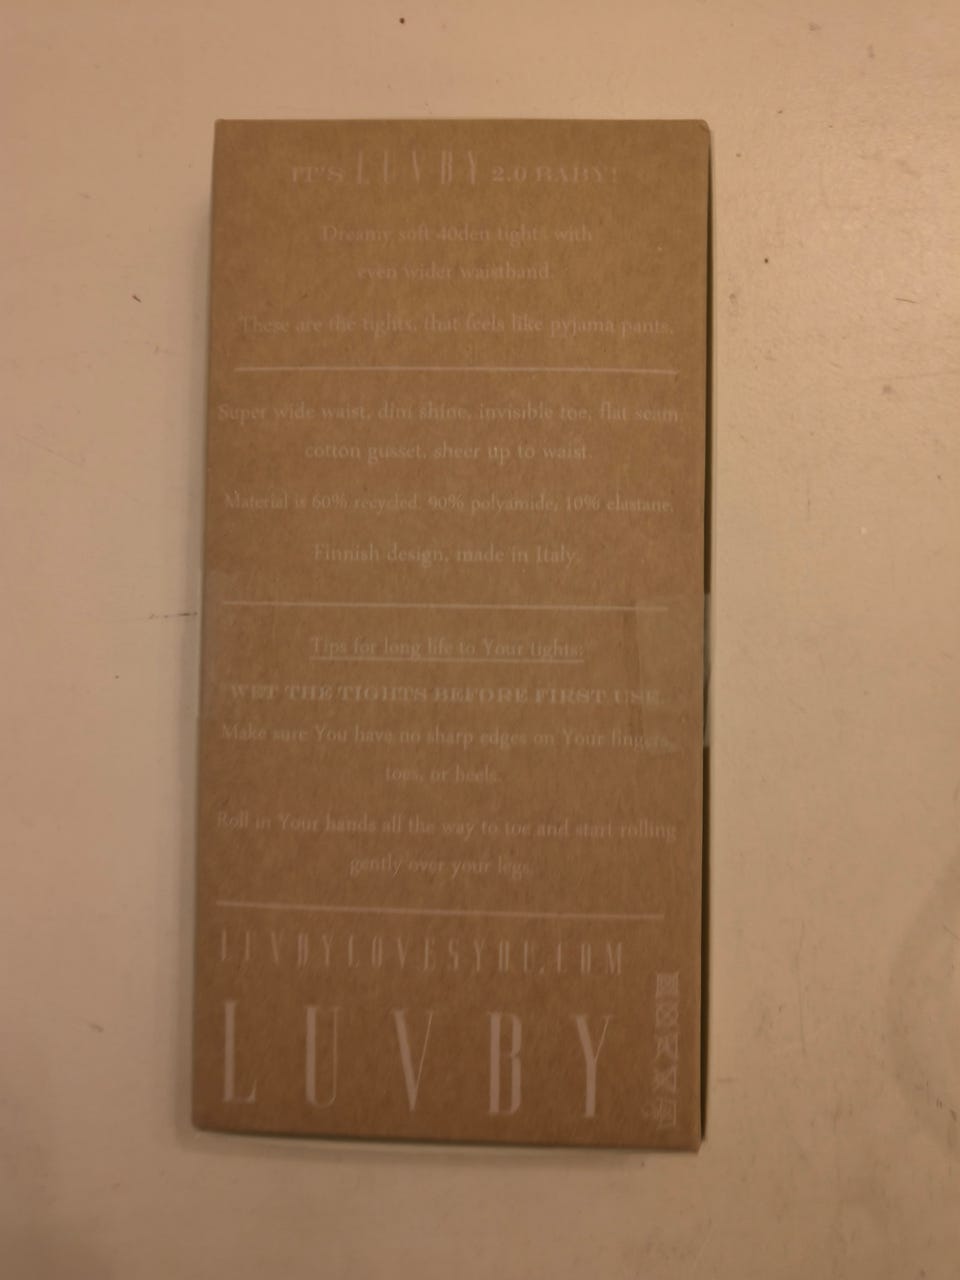 IT'S LUVBY 2.0 BABY!
Dreamy soft 40den tights with
even wider waistband.
These are the tights, that feels like pyjama pants.
Super wide waist, dim shine, invisible toe, flat seam,
cotton gusset, sheer up to waist.
Material is 60% recycled. 90% polyamide, 10% elastane.
Finnish design, made in Italy.
Tips for long life to Your tights:
WET THE TIGHTS BEFORE FIRST USE.
Make sure You have no sharp edges on Your fingers,
toes, or heels.
Roll in Your hands all the way to toe and start rolling
gently over your legs.
LUVBYLOVESYOU.COM
LUVBY